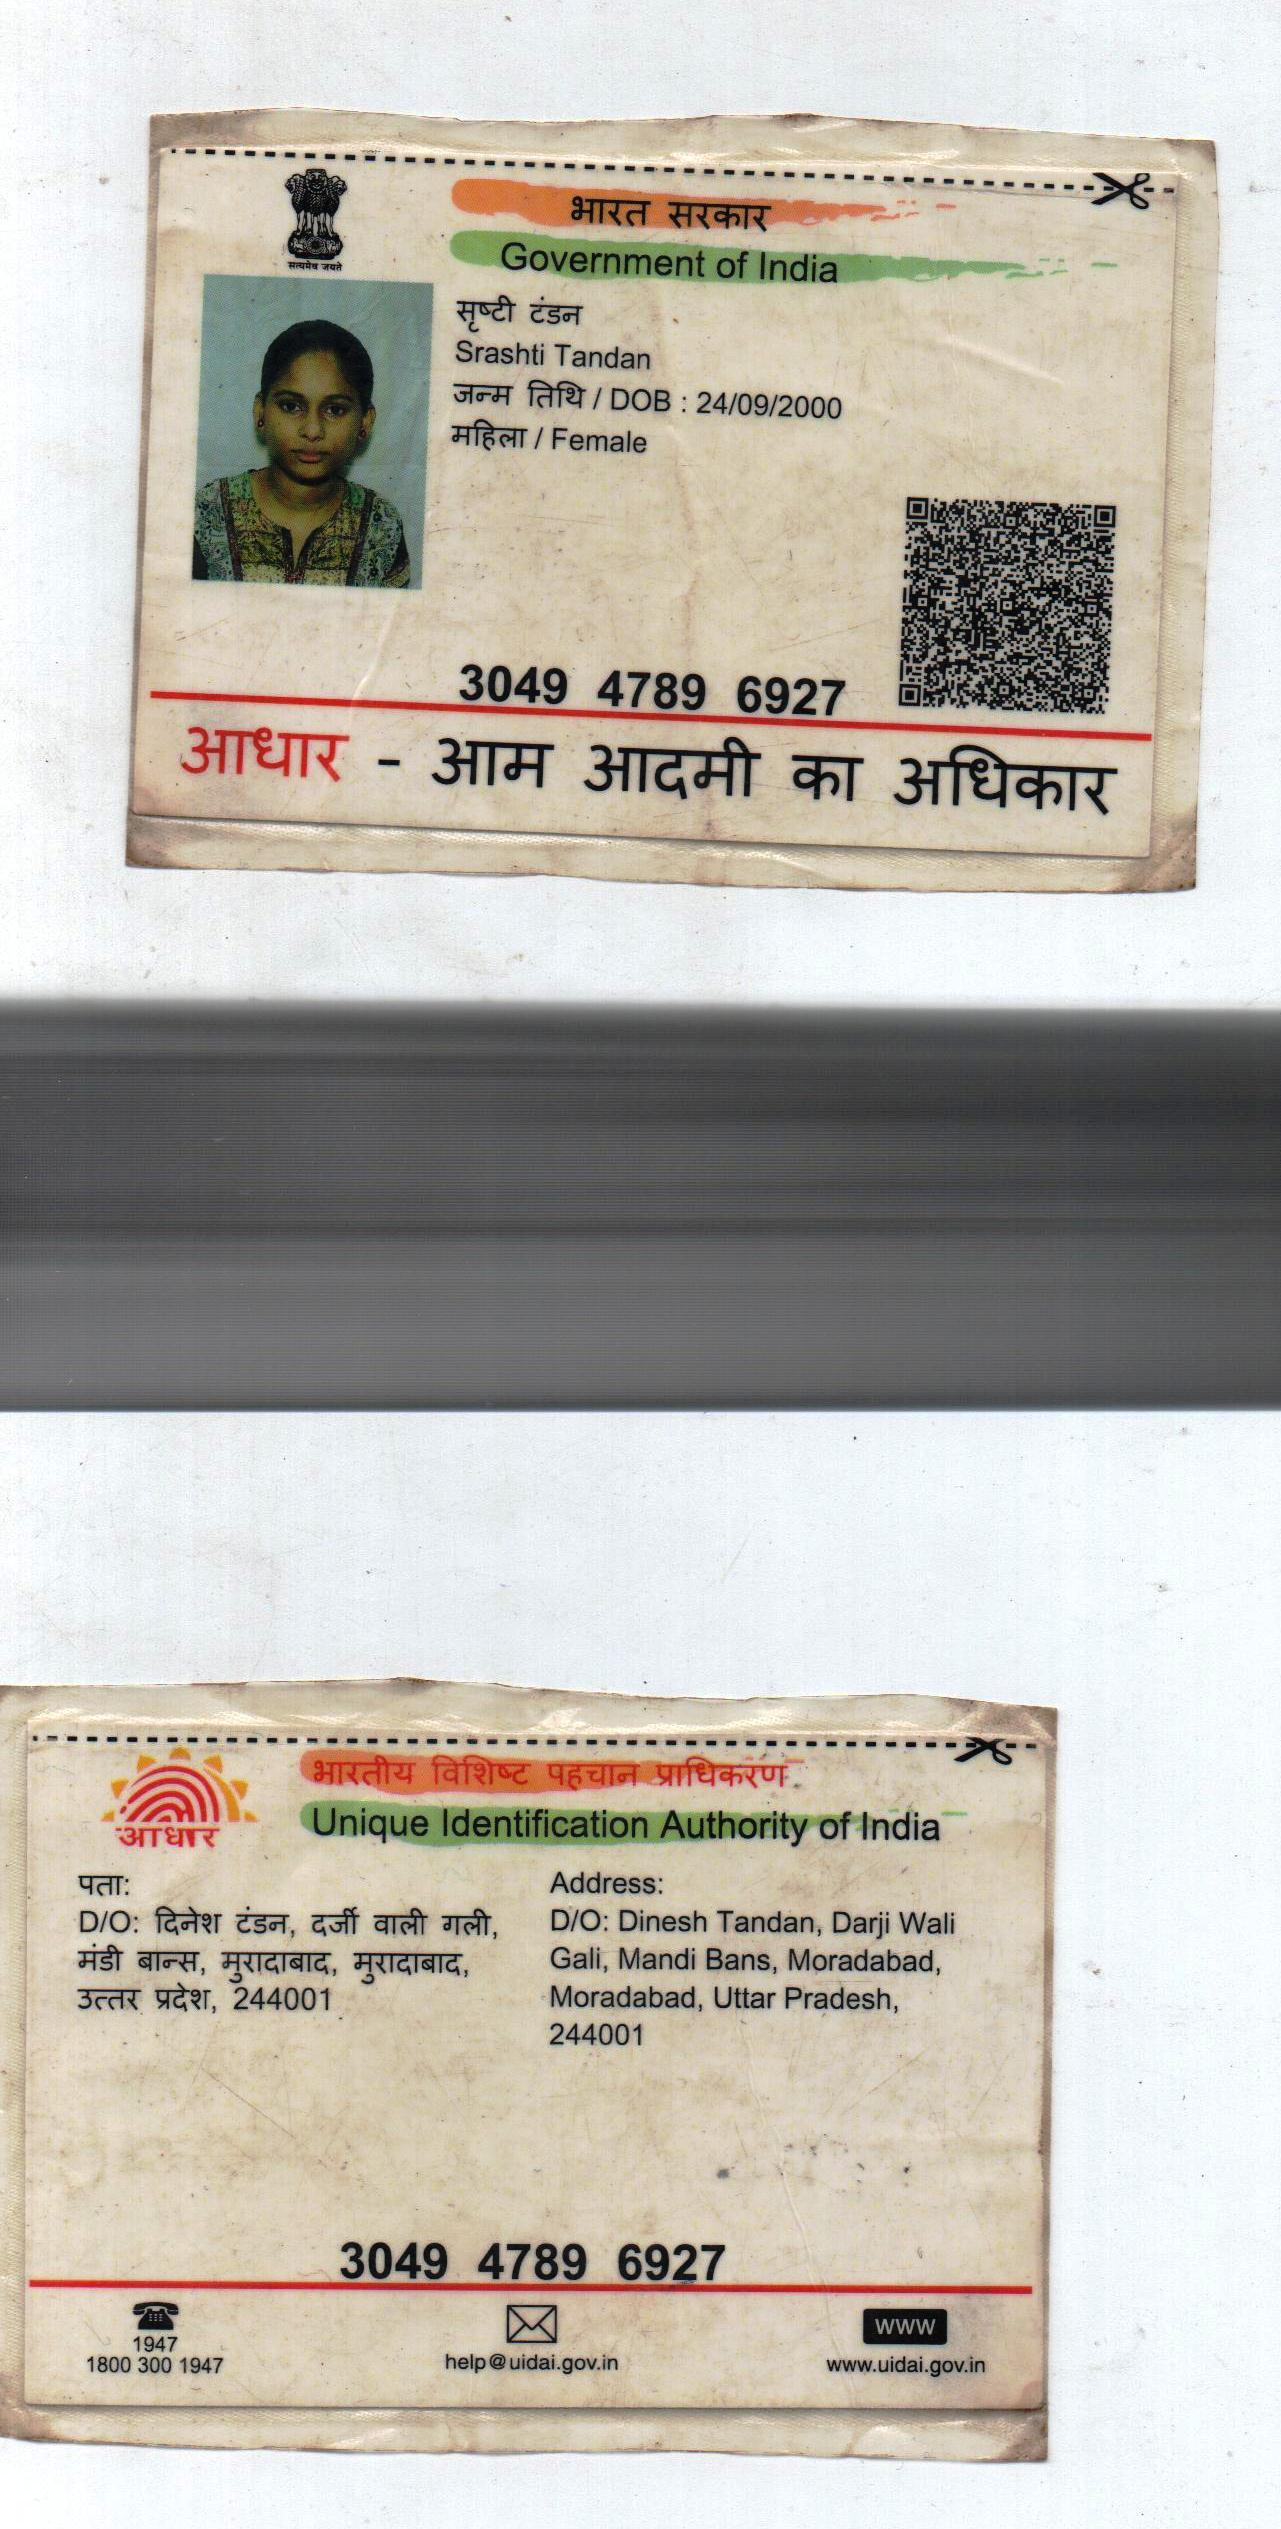 सत्यमेव जयते
भारत सरकार
Government of India
सृष्टी टंडन
Srashti Tandan
जन्म तिथि / DOB : 24/09/2000
महिला / Female
3049 4789 6927
आधार - आम आदमी का अधिकार
भारतीय विशिष्ट पहचान प्राधिकरण
Unique Identification Authority of India
आधार
पता:
D/O: दिनेश टंडन, दर्जी वाली गली,
मंडी बान्स, मुरादाबाद, मुरादाबाद,
उत्तर प्रदेश, 244001
Address:
D/O: Dinesh Tandan, Darji Wali
Gali, Mandi Bans, Moradabad,
Moradabad, Uttar Pradesh,
244001
3049 4789 6927
1947
1800 300 1947
help@uidai.gov.in
www
www.uidai.gov.in